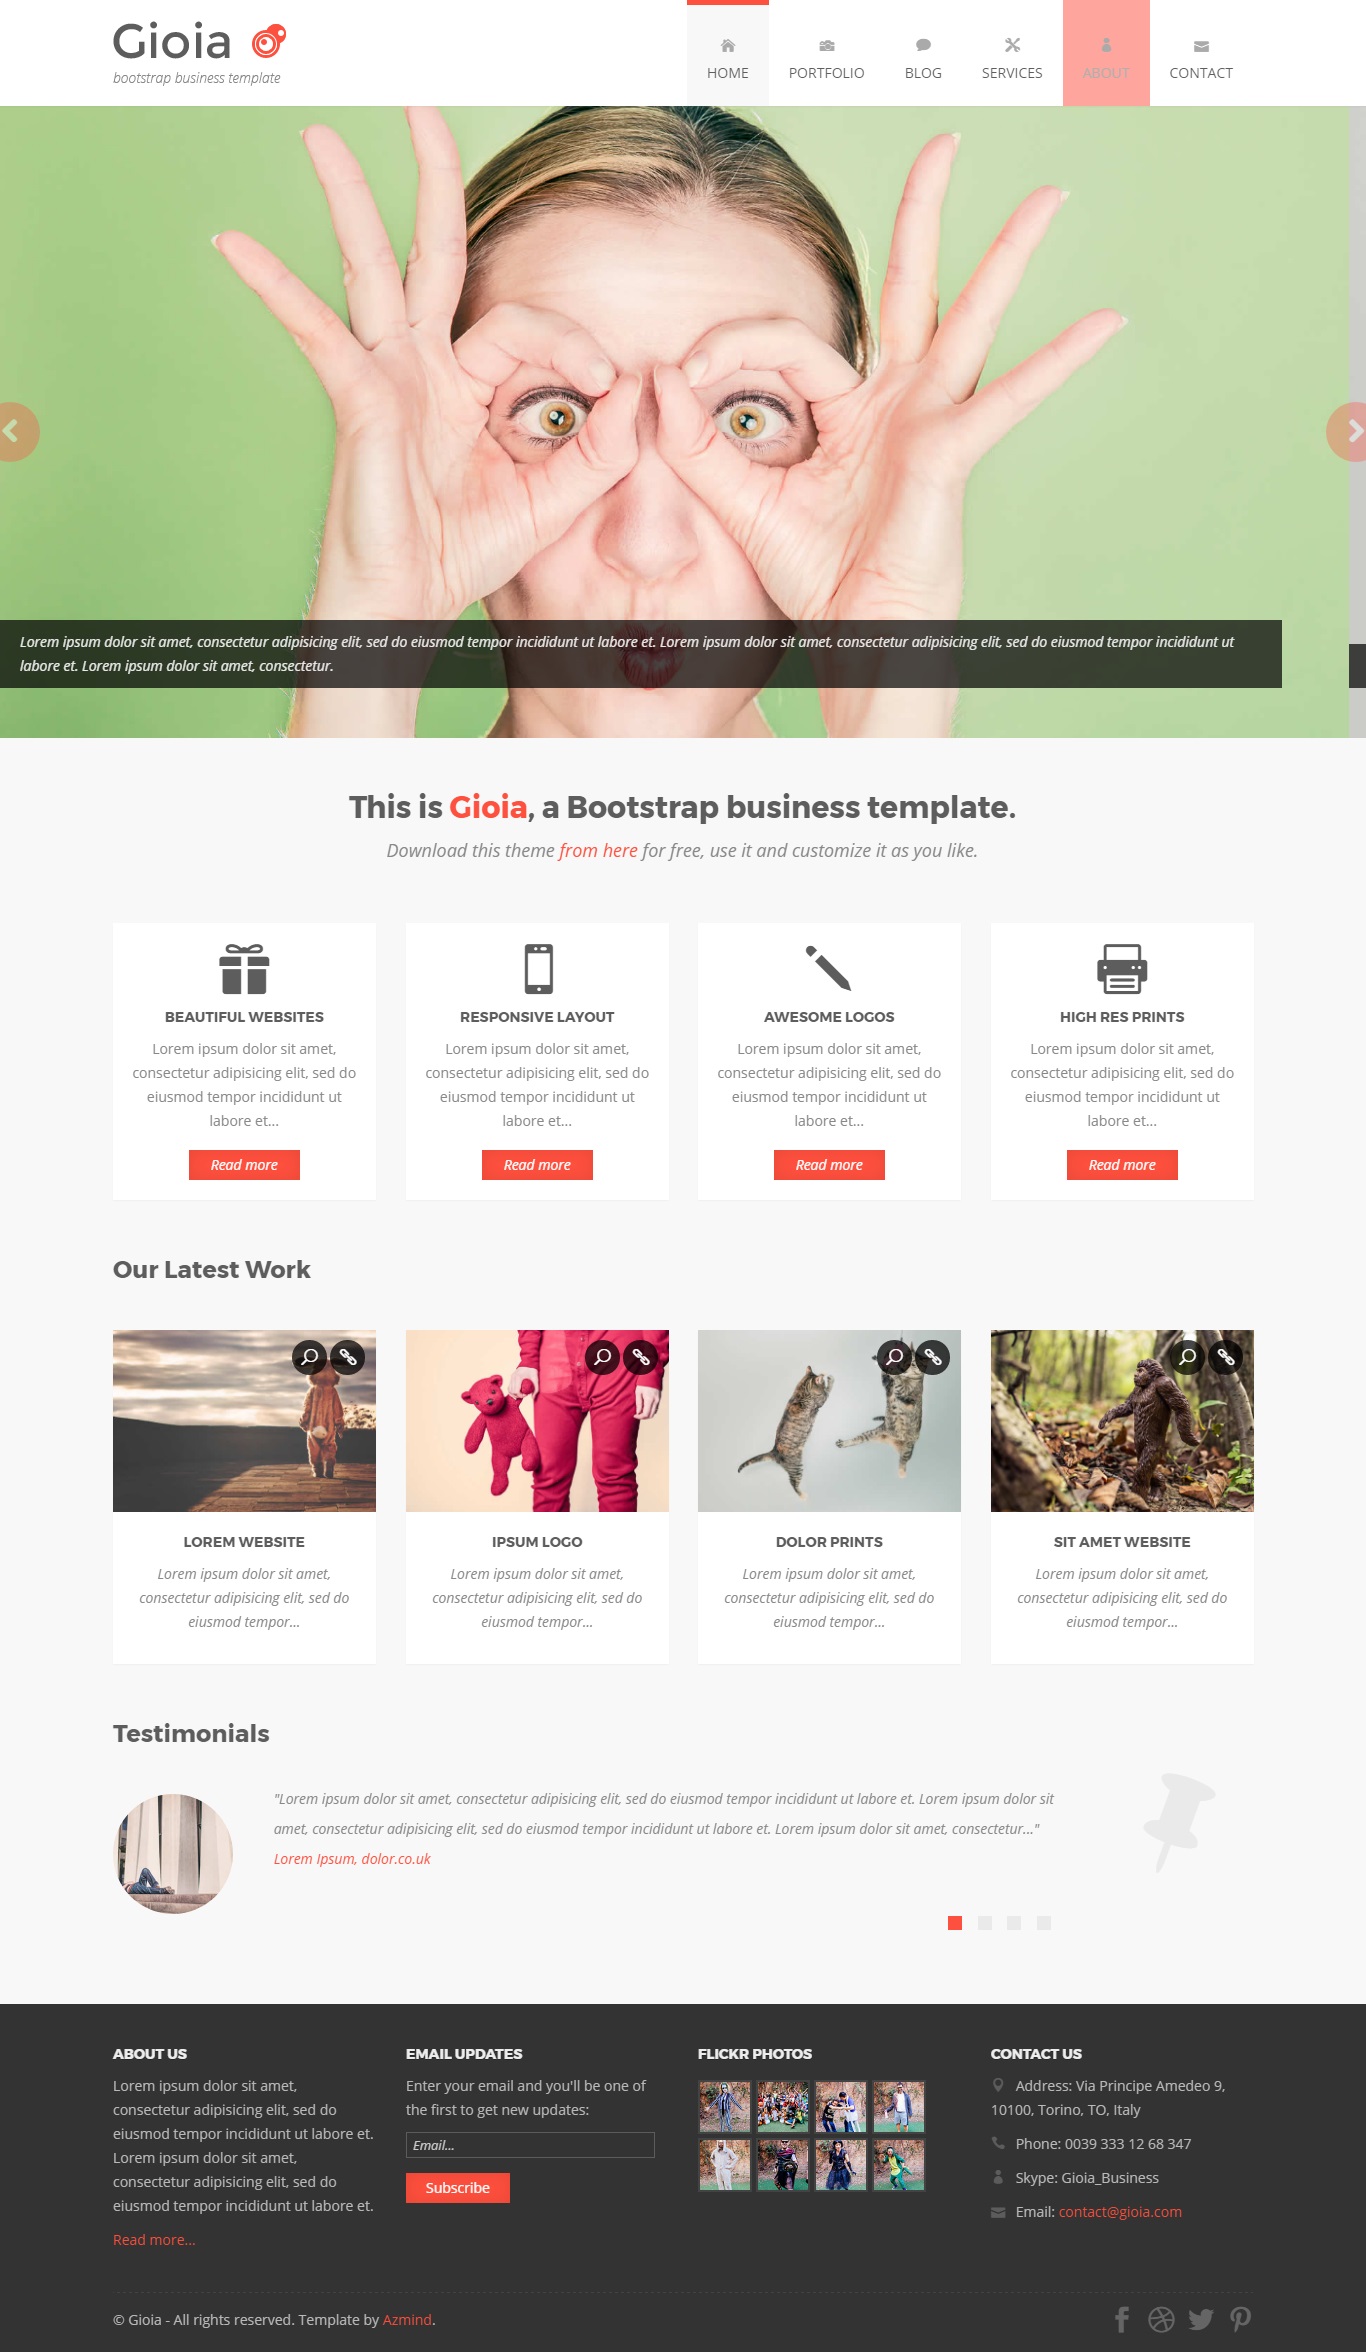 Gioia
bootstrap business template
HOME
PORTFOLIO
BLOG
SERVICES
ABOUT
CONTACT
Lorem ipsum dolor sit amet, consectetur adipisicing elit, sed do eiusmod tempor incididunt ut labore et. Lorem ipsum dolor sit amet, consectetur adipisicing elit, sed do eiusmod tempor incididunt ut
labore et. Lorem ipsum dolor sit amet, consectetur.
This is Gioia, a Bootstrap business template.
Download this theme from here for free, use it and customize it as you like.
BEAUTIFUL WEBSITES
Lorem ipsum dolor sit amet,
consectetur adipisicing elit, sed do
eiusmod tempor incididunt ut
labore et...
Read more
RESPONSIVE LAYOUT
Lorem ipsum dolor sit amet,
consectetur adipisicing elit, sed do
eiusmod tempor incididunt ut
labore et...
Read more
AWESOME LOGOS
Lorem ipsum dolor sit amet,
consectetur adipisicing elit, sed do
eiusmod tempor incididunt ut
labore et...
Read more
HIGH RES PRINTS
Lorem ipsum dolor sit amet,
consectetur adipisicing elit, sed do
eiusmod tempor incididunt ut
labore et...
Read more
Our Latest Work
LOREM WEBSITE
Lorem ipsum dolor sit amet,
consectetur adipisicing elit, sed do
eiusmod tempor...
IPSUM LOGO
Lorem ipsum dolor sit amet,
consectetur adipisicing elit, sed do
eiusmod tempor...
DOLOR PRINTS
Lorem ipsum dolor sit amet,
consectetur adipisicing elit, sed do
eiusmod tempor...
SIT AMET WEBSITE
Lorem ipsum dolor sit amet,
consectetur adipisicing elit, sed do
eiusmod tempor...
Testimonials
"Lorem ipsum dolor sit amet, consectetur adipisicing elit, sed do eiusmod tempor incididunt ut labore et. Lorem ipsum dolor sit
amet, consectetur adipisicing elit, sed do eiusmod tempor incididunt ut labore et. Lorem ipsum dolor sit amet, consectetur..."
Lorem Ipsum, dolor.co.uk
ABOUT US
Lorem ipsum dolor sit amet,
consectetur adipisicing elit, sed do
eiusmod tempor incididunt ut labore et.
Lorem ipsum dolor sit amet,
consectetur adipisicing elit, sed do
eiusmod tempor incididunt ut labore et.
Read more...
EMAIL UPDATES
Enter your email and you'll be one of
the first to get new updates:
Email...
Subscribe
FLICKR PHOTOS
CONTACT US
Address: Via Principe Amedeo 9,
10100, Torino, TO, Italy
Phone: 0039 333 12 68 347
Skype: Gioia_Business
Email: contact@gioia.com
© Gioia - All rights reserved. Template by Azmind.